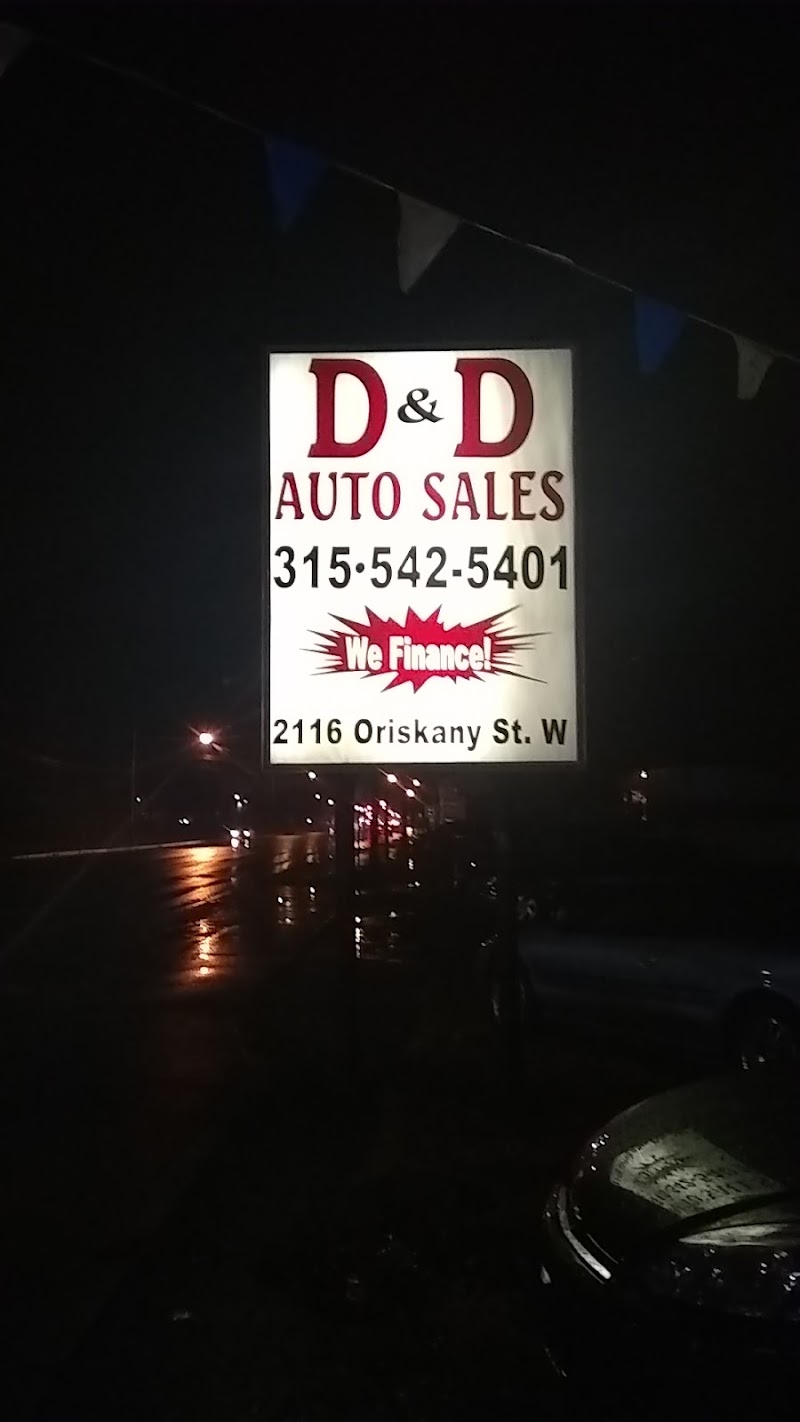 D & D
AUTO SALES
315•542-5401
We Finance!
2116 Oriskany St. W